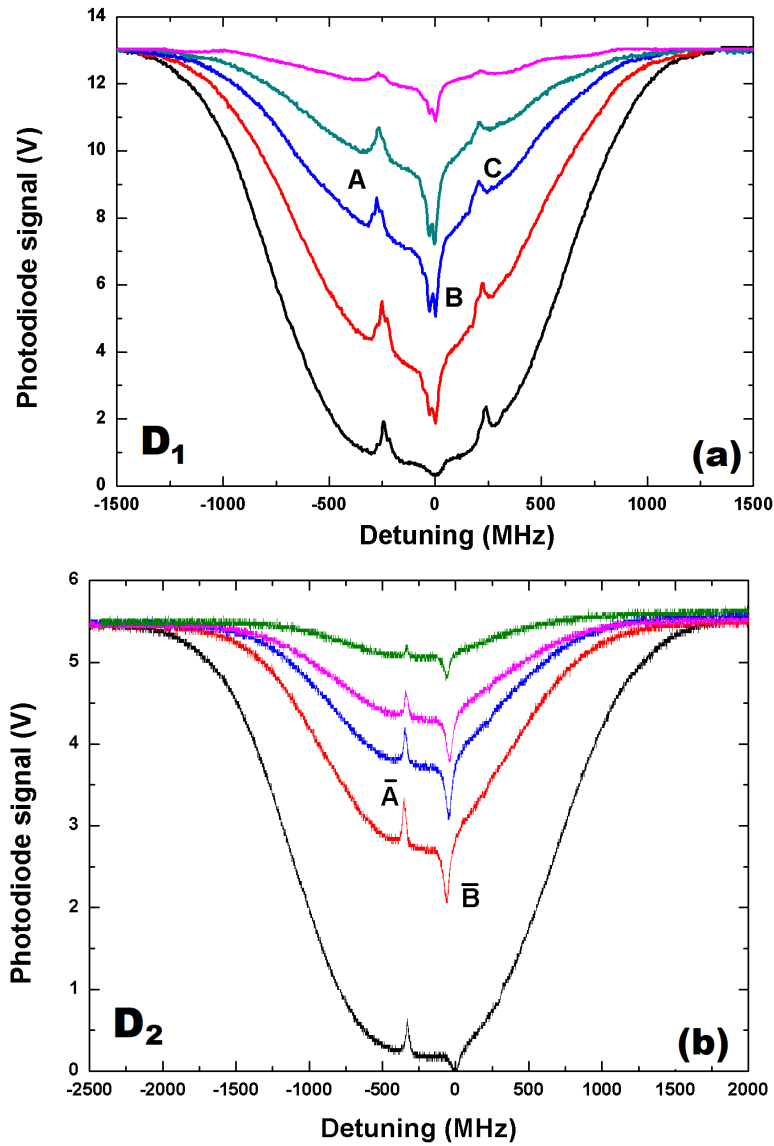 14
12
10
8
6
4
2
0
Photodiode signal (V)
A
B
C
D₁
(a)
-1500 -1000 -500 0 500 1000 1500
Detuning (MHz)
6
5
4
3
2
1
0
Photodiode signal (V)
A̅
B̅
D₂
(b)
-2500 -2000 -1500 -1000 -500 0 500 1000 1500 2000
Detuning (MHz)